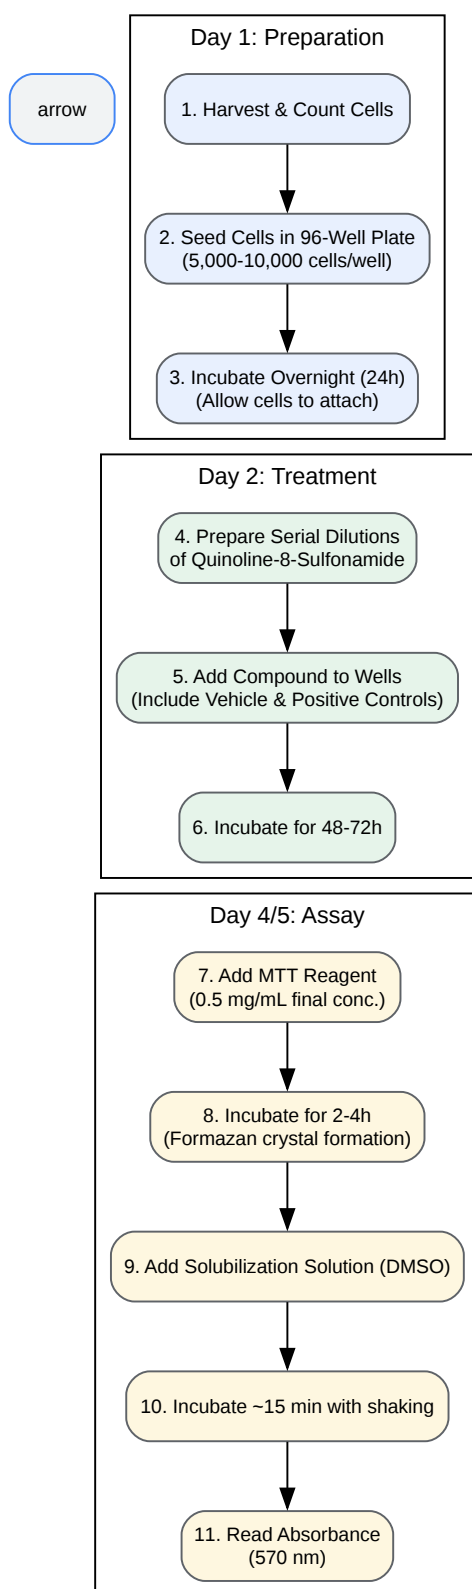 Day 1: Preparation
arrow
1. Harvest & Count Cells
2. Seed Cells in 96-Well Plate
(5,000-10,000 cells/well)
3. Incubate Overnight (24h)
(Allow cells to attach)
Day 2: Treatment
4. Prepare Serial Dilutions
of Quinoline-8-Sulfonamide
5. Add Compound to Wells
(Include Vehicle & Positive Controls)
6. Incubate for 48-72h
Day 4/5: Assay
7. Add MTT Reagent
(0.5 mg/mL final conc.)
8. Incubate for 2-4h
(Formazan crystal formation)
9. Add Solubilization Solution (DMSO)
10. Incubate ~15 min with shaking
11. Read Absorbance
(570 nm)